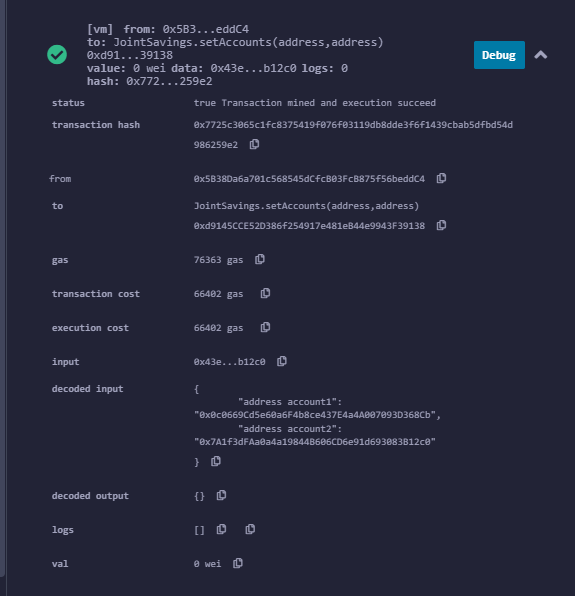 [vm] from: 0x5B3...eddC4
to: JointSavings.setAccounts(address,address)
0xd91...39138
value: 0 wei data: 0x43e...b12c0 logs: 0
hash: 0x772...259e2
Debug
status true Transaction mined and execution succeed
transaction hash 0x7725c3065c1fc8375419f076f03119db8dde3f6f1439cbab5dfbd54d
986259e2
from 0x5B38Da6a701c568545dCfcB03FcB875f56beddC4
to JointSavings.setAccounts(address,address)
0xd9145CCE52D386f254917e481eB44e9943F39138
gas 76363 gas
transaction cost 66402 gas
execution cost 66402 gas
input 0x43e...b12c0
decoded input {
"address account1":
"0x0c0669Cd5e60a6F4b8ce437E4a4A007093D368Cb",
"address account2":
"0x7A1f3dFAa0a4a19844B606CD6e91d693083B12c0"
}
decoded output {}
logs []
val 0 wei